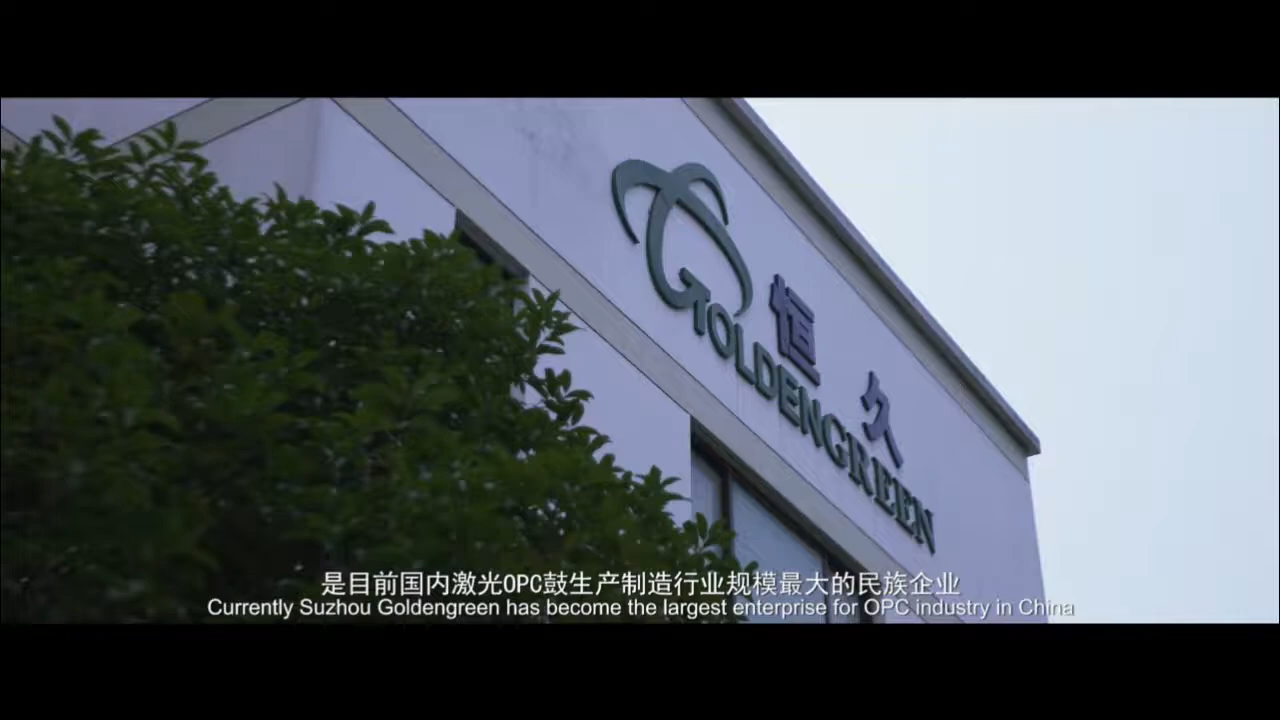 恒久
GOLDENGREEN
是目前国内激光OPC鼓生产制造行业规模最大的民族企业
Currently Suzhou Goldengreen has become the largest enterprise for OPC industry in China